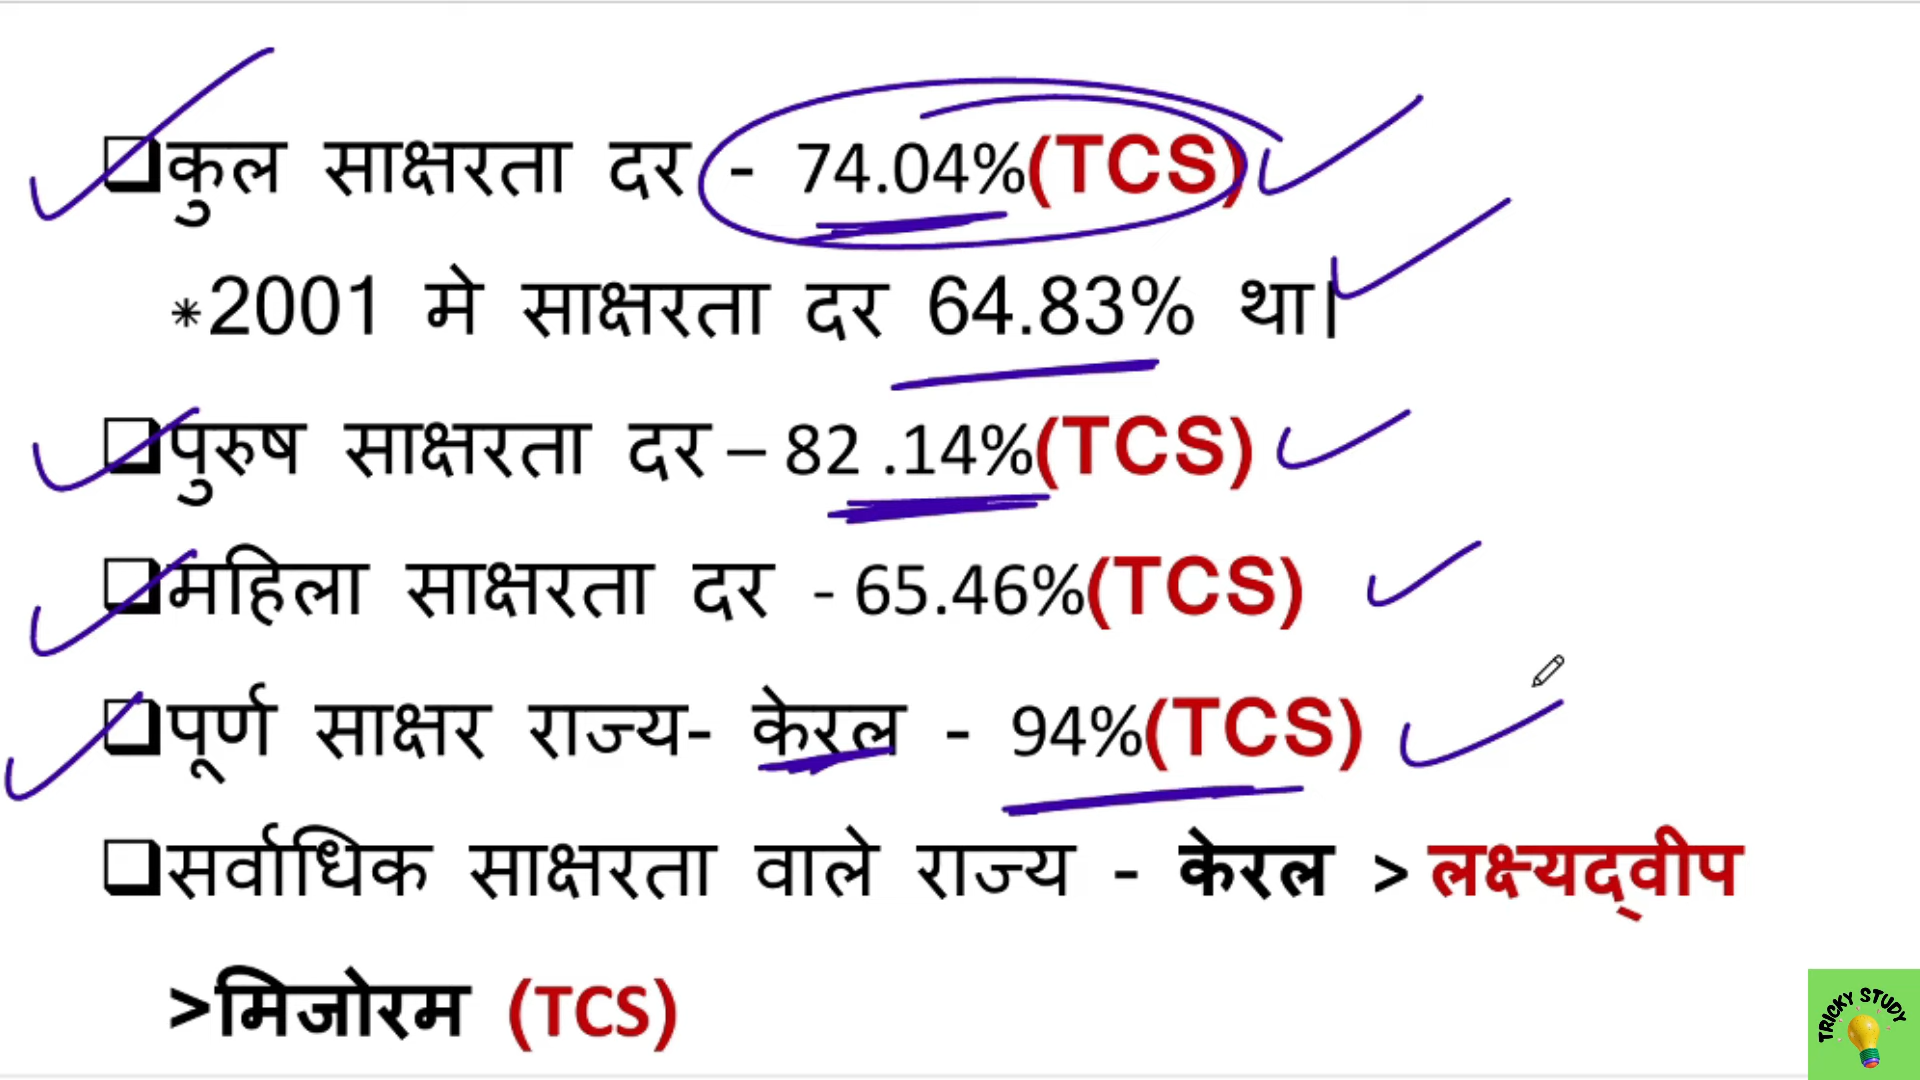 ❑कुल साक्षरता दर - 74.04%(TCS)
*2001 मे साक्षरता दर 64.83% था|
❑पुरुष साक्षरता दर – 82 .14%(TCS)
❑महिला साक्षरता दर - 65.46%(TCS)
❑पूर्ण साक्षर राज्य- केरल - 94%(TCS)
❑सर्वाधिक साक्षरता वाले राज्य - केरल > लक्ष्यद्वीप
>मिजोरम (TCS)
TRICKY STUDY